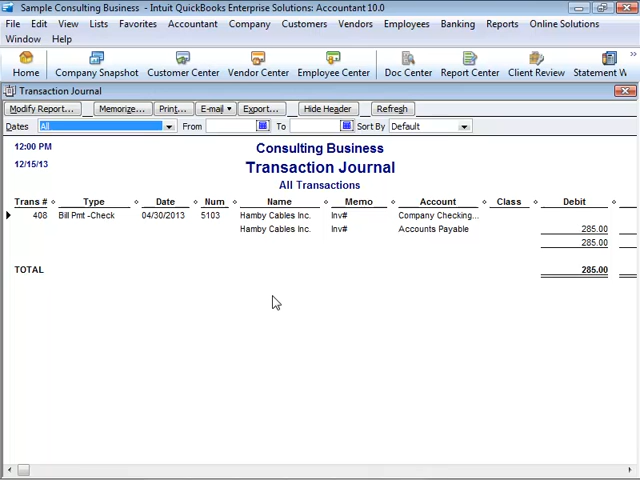 Sample Consulting Business - Intuit QuickBooks Enterprise Solutions: Accountant 10.0
File Edit View Lists Favorites Accountant Company Customers Vendors Employees Banking Reports Online Solutions
Window Help
Home Company Snapshot Customer Center Vendor Center Employee Center Doc Center Report Center Client Review Statement W
Transaction Journal
Modify Report... Memorize... Print... E-mail Export... Hide Header Refresh
Dates All From To Sort By Default
12:00 PM Consulting Business
12/15/13 Transaction Journal
All Transactions
Trans # Type Date Num Name Memo Account Class Debit
408 Bill Pmt -Check 04/30/2013 5103 Hamby Cables Inc. Inv# Company Checking...
Hamby Cables Inc. Inv# Accounts Payable 285.00
285.00
TOTAL 285.00